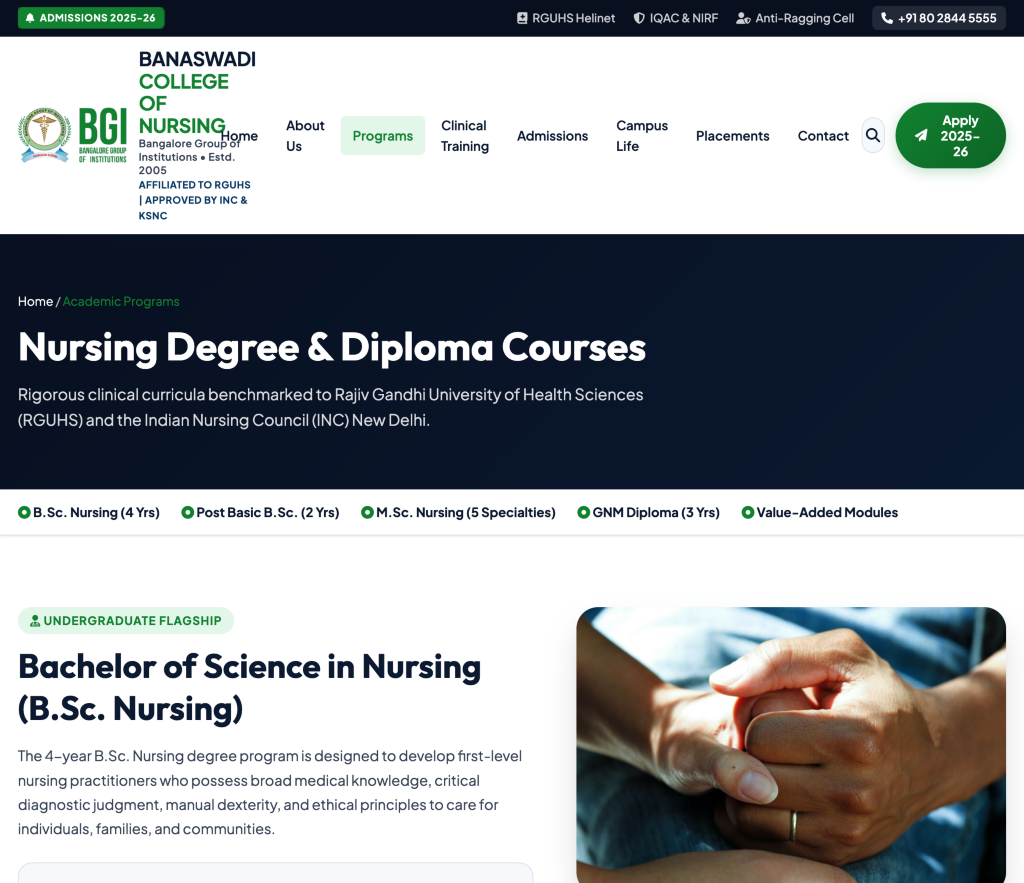 ADMISSIONS 2025-26
RGUHS Helinet
IQAC & NIRF
Anti-Ragging Cell
+91 80 2844 5555
BGI
BANGALORE GROUP
OF INSTITUTIONS
BANASWADI
COLLEGE
OF
NURSING
Bangalore Group of
Institutions • Estd.
2005
AFFILIATED TO RGUHS
| APPROVED BY INC &
KSNC
Home
About
Us
Programs
Clinical
Training
Admissions
Campus
Life
Placements
Contact
Apply
2025-
26
Home / Academic Programs
Nursing Degree & Diploma Courses
Rigorous clinical curricula benchmarked to Rajiv Gandhi University of Health Sciences
(RGUHS) and the Indian Nursing Council (INC) New Delhi.
B.Sc. Nursing (4 Yrs)
Post Basic B.Sc. (2 Yrs)
M.Sc. Nursing (5 Specialties)
GNM Diploma (3 Yrs)
Value-Added Modules
UNDERGRADUATE FLAGSHIP
Bachelor of Science in Nursing
(B.Sc. Nursing)
The 4-year B.Sc. Nursing degree program is designed to develop first-level
nursing practitioners who possess broad medical knowledge, critical
diagnostic judgment, manual dexterity, and ethical principles to care for
individuals, families, and communities.